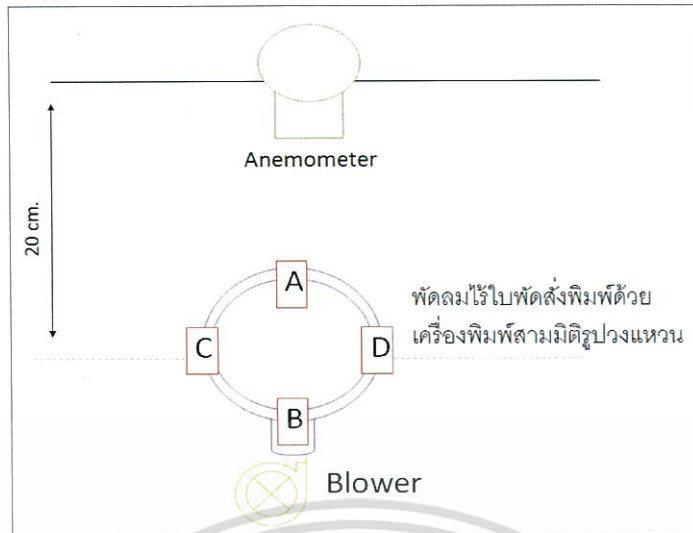 Anemometer
20 cm.
A
พัดลมไร้ใบพัดสั่งพิมพ์ด้วย
เครื่องพิมพ์สามมิติรูปวงแหวน
C
D
B
Blower